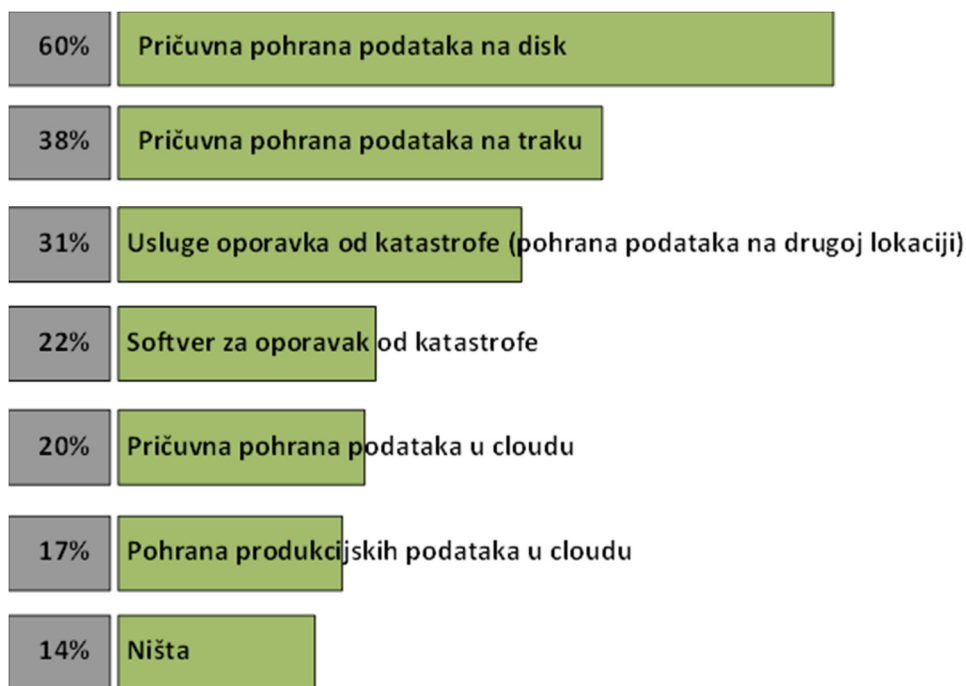 60% Pričuvna pohrana podataka na disk
38% Pričuvna pohrana podataka na traku
31% Usluge oporavka od katastrofe (pohrana podataka na drugoj lokaciji)
22% Softver za oporavak od katastrofe
20% Pričuvna pohrana podataka u cloudu
17% Pohrana produkcijskih podataka u cloudu
14% Ništa